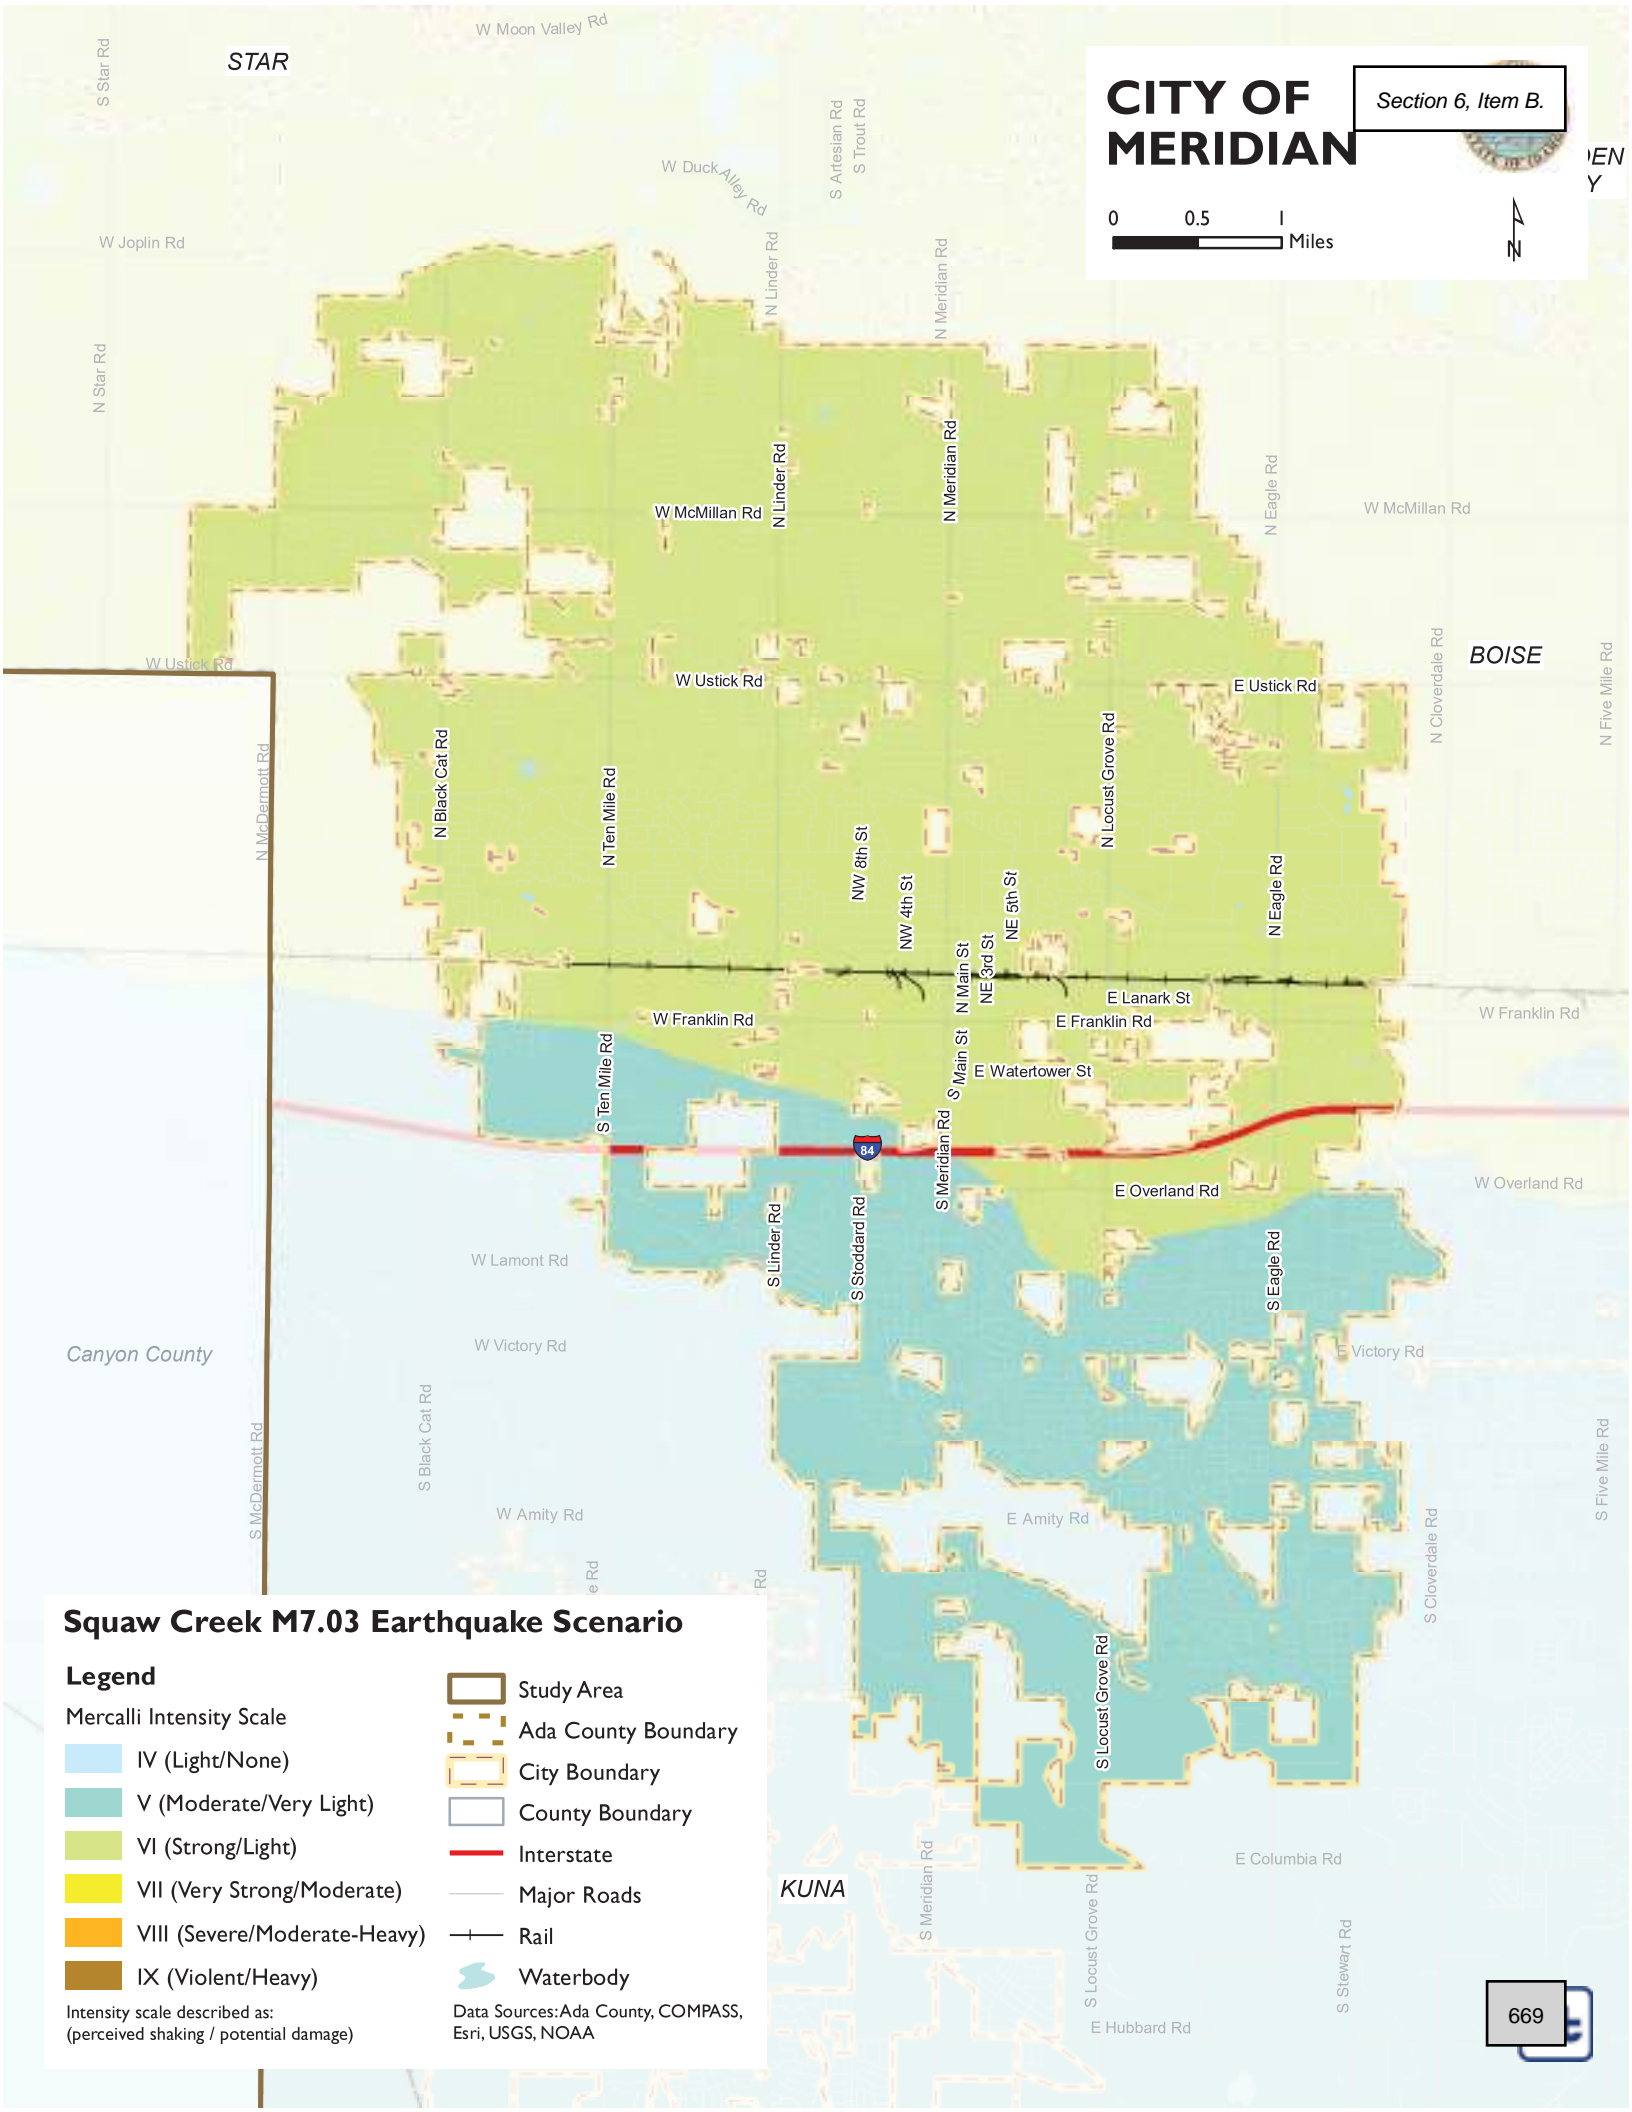 W Moon Valley Rd
STAR
S Star Rd
CITY OF
MERIDIAN
Section 6, Item B.
STATE OF IDAHO
DEN
Y
S Artesian Rd
S Trout Rd
W Duck Alley Rd
0 0.5 1
Miles
N
W Joplin Rd
N Linder Rd
N Meridian Rd
N Star Rd
N Linder Rd
N Meridian Rd
N Eagle Rd
W McMillan Rd
W McMillan Rd
W Ustick Rd
W Ustick Rd
E Ustick Rd
BOISE
N Cloverdale Rd
N Five Mile Rd
N McDermott Rd
N Black Cat Rd
N Ten Mile Rd
N Locust Grove Rd
NW 8th St
NW 4th St
NE 5th St
N Eagle Rd
N Main St
NE 3rd St
E Lanark St
W Franklin Rd
E Franklin Rd
W Franklin Rd
S Ten Mile Rd
S Main St
E Watertower St
84
S Meridian Rd
E Overland Rd
W Overland Rd
S Linder Rd
S Stoddard Rd
S Eagle Rd
W Lamont Rd
W Victory Rd
E Victory Rd
Canyon County
S Black Cat Rd
S McDermott Rd
W Amity Rd
E Amity Rd
S Cloverdale Rd
S Five Mile Rd
e Rd
Rd
S Locust Grove Rd
Squaw Creek M7.03 Earthquake Scenario
Legend
Mercalli Intensity Scale
IV (Light/None)
V (Moderate/Very Light)
VI (Strong/Light)
VII (Very Strong/Moderate)
VIII (Severe/Moderate-Heavy)
IX (Violent/Heavy)
Intensity scale described as:
(perceived shaking / potential damage)
Study Area
Ada County Boundary
City Boundary
County Boundary
Interstate
Major Roads
Rail
Waterbody
Data Sources: Ada County, COMPASS,
Esri, USGS, NOAA
KUNA
S Meridian Rd
S Locust Grove Rd
E Columbia Rd
S Stewart Rd
E Hubbard Rd
669